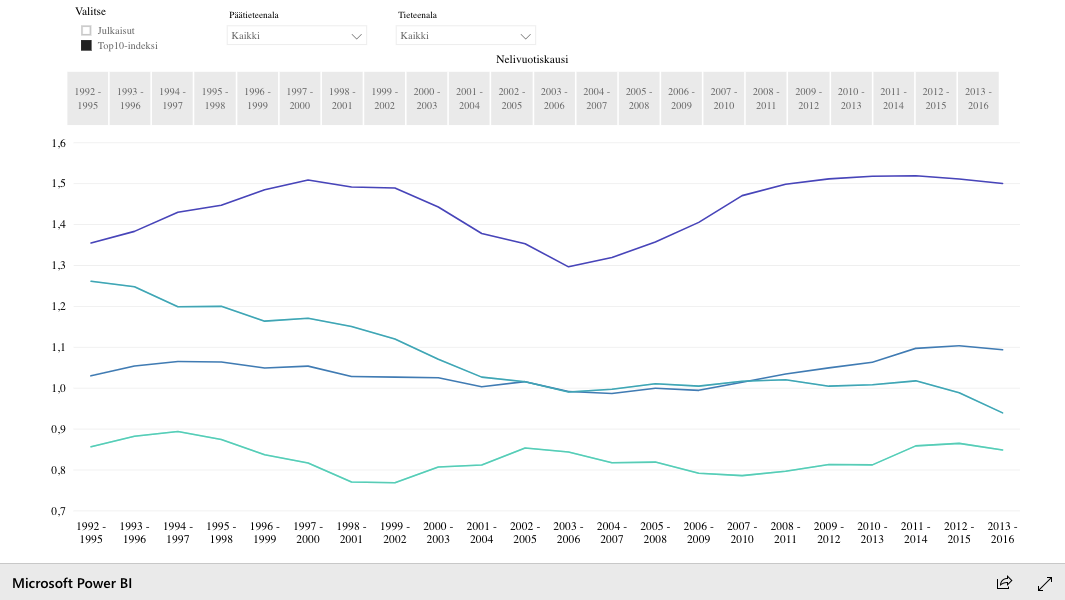 Valitse
Julkaisut
Top10-indeksi
Päätieteenala
Kaikki
Tieteenala
Kaikki
Nelivuotiskausi
1992 - 1993 - 1994 - 1995 - 1996 - 1997 - 1998 - 1999 - 2000 - 2001 - 2002 - 2003 - 2004 - 2005 - 2006 - 2007 - 2008 - 2009 - 2010 - 2011 - 2012 - 2013 -
1995 1996 1997 1998 1999 2000 2001 2002 2003 2004 2005 2006 2007 2008 2009 2010 2011 2012 2013 2014 2015 2016
1,6
1,5
1,4
1,3
1,2
1,1
1,0
0,9
0,8
0,7
1992 - 1993 - 1994 - 1995 - 1996 - 1997 - 1998 - 1999 - 2000 - 2001 - 2002 - 2003 - 2004 - 2005 - 2006 - 2007 - 2008 - 2009 - 2010 - 2011 - 2012 - 2013 -
1995 1996 1997 1998 1999 2000 2001 2002 2003 2004 2005 2006 2007 2008 2009 2010 2011 2012 2013 2014 2015 2016
Microsoft Power BI